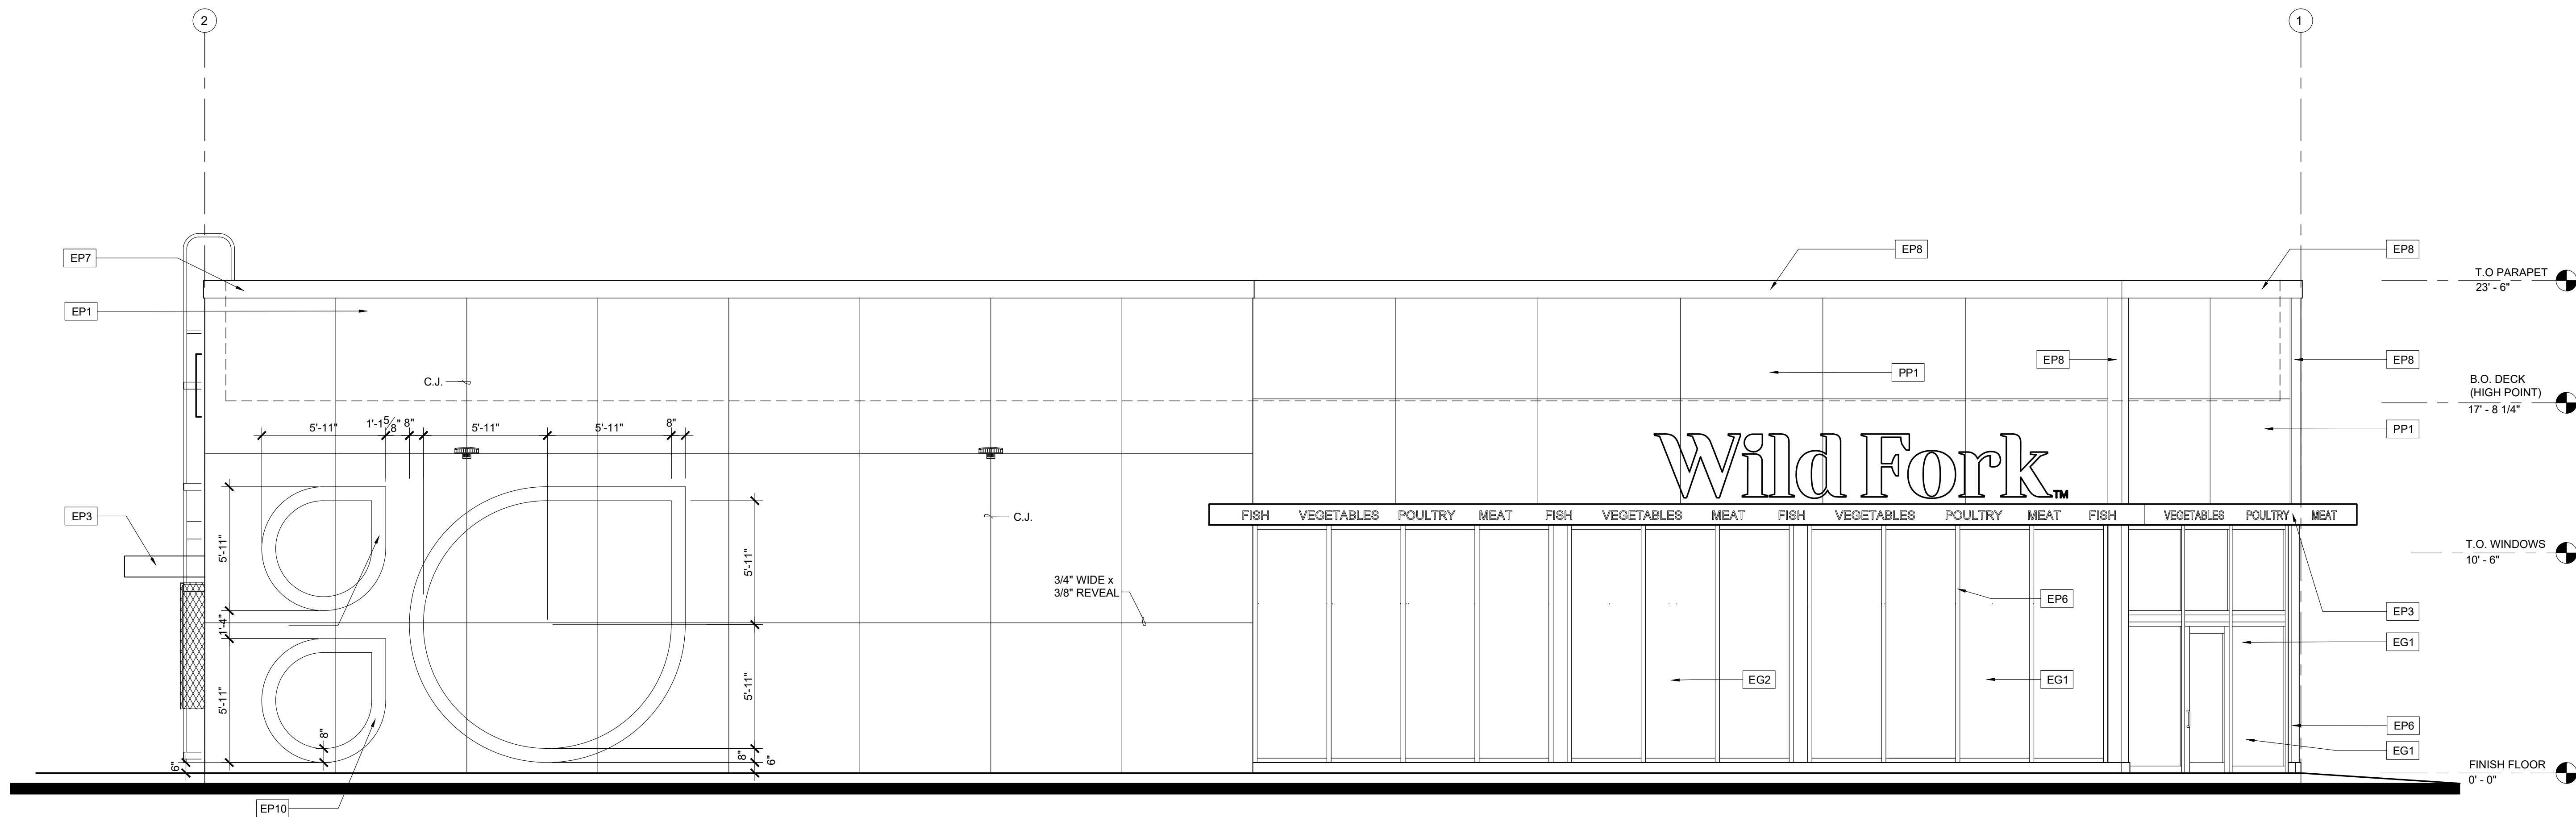 2
1
EP7
EP8
EP8
T.O PARAPET
23' - 6"
EP1
EP8
EP8
PP1
C.J.
B.O. DECK
(HIGH POINT)
17' - 8 1/4"
5'-11"
1'-1 5/8"
8"
5'-11"
5'-11"
8"
PP1
Wild Fork™
EP3
C.J.
FISH VEGETABLES POULTRY MEAT FISH VEGETABLES MEAT FISH VEGETABLES POULTRY MEAT FISH VEGETABLES POULTRY MEAT
5'-11"
5'-11"
T.O. WINDOWS
10' - 6"
3/4" WIDE x
3/8" REVEAL
EP6
EP3
1'-4"
EG1
EG2
EG1
5'-11"
5'-11"
8"
EP6
8"
6"
6"
EG1
FINISH FLOOR
0' - 0"
EP10